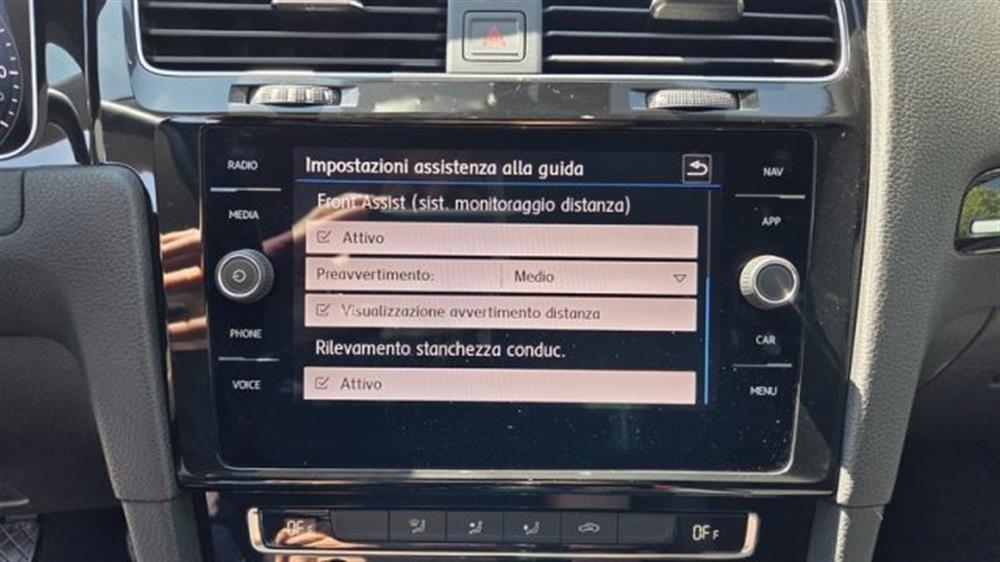 RADIO
MEDIA
PHONE
VOICE
Impostazioni assistenza alla guida
Front Assist (sist. monitoraggio distanza)
Attivo
Preavvertimento: Medio
Visualizzazione avvertimento distanza
Rilevamento stanchezza conduc.
Attivo
NAV
APP
CAR
MENU
OFF
OFF